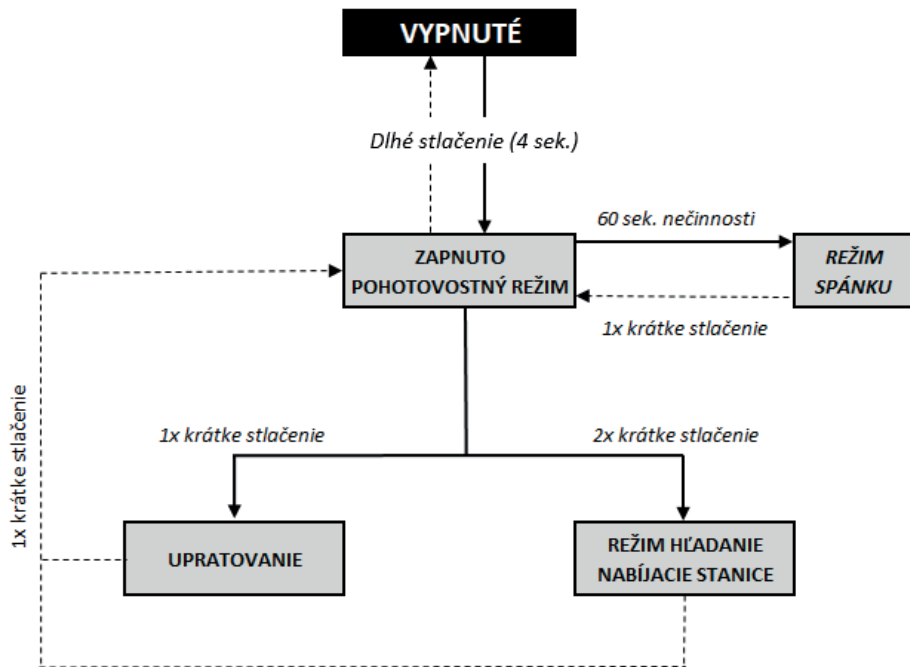 VYPNUTÉ
Dlhé stlačenie (4 sek.)
60 sek. nečinnosti
ZAPNUTO
POHOTOVOSTNÝ REŽIM
REŽIM
SPÁNKU
1x krátke stlačenie
1x krátke stlačenie
2x krátke stlačenie
1x krátke stlačenie
UPRATOVANIE
REŽIM HĽADANIE
NABÍJACIE STANICE